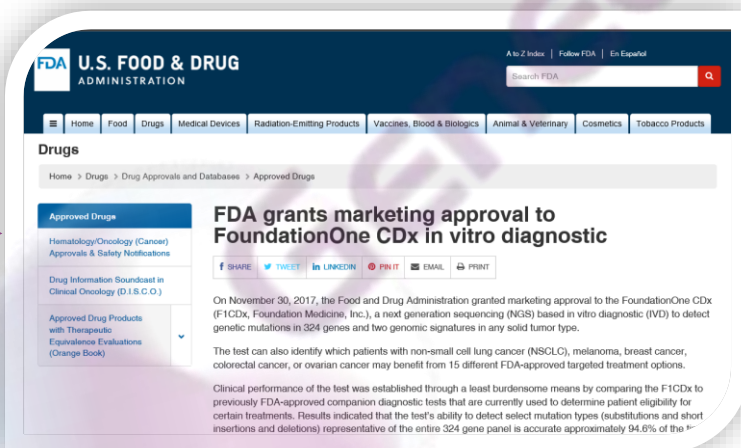 FDA U.S. FOOD & DRUG
ADMINISTRATION
A to Z Index | Follow FDA | En Español
Search FDA
Home Food Drugs Medical Devices Radiation-Emitting Products Vaccines, Blood & Biologics Animal & Veterinary Cosmetics Tobacco Products
Drugs
Home > Drugs > Drug Approvals and Databases > Approved Drugs
Approved Drugs
Hematology/Oncology (Cancer)
Approvals & Safety Notifications
Drug Information Soundcast in
Clinical Oncology (D.I.S.C.O.)
Approved Drug Products
with Therapeutic
Equivalence Evaluations
(Orange Book)
FDA grants marketing approval to
FoundationOne CDx in vitro diagnostic
SHARE TWEET LINKEDIN PIN IT EMAIL PRINT
On November 30, 2017, the Food and Drug Administration granted marketing approval to the FoundationOne CDx
(F1CDx, Foundation Medicine, Inc.), a next generation sequencing (NGS) based in vitro diagnostic (IVD) to detect
genetic mutations in 324 genes and two genomic signatures in any solid tumor type.
The test can also identify which patients with non-small cell lung cancer (NSCLC), melanoma, breast cancer,
colorectal cancer, or ovarian cancer may benefit from 15 different FDA-approved targeted treatment options.
Clinical performance of the test was established through a least burdensome means by comparing the F1CDx to
previously FDA-approved companion diagnostic tests that are currently used to determine patient eligibility for
certain treatments. Results indicated that the test's ability to detect select mutation types (substitutions and short
insertions and deletions) representative of the entire 324 gene panel is accurate approximately 94.6% of the